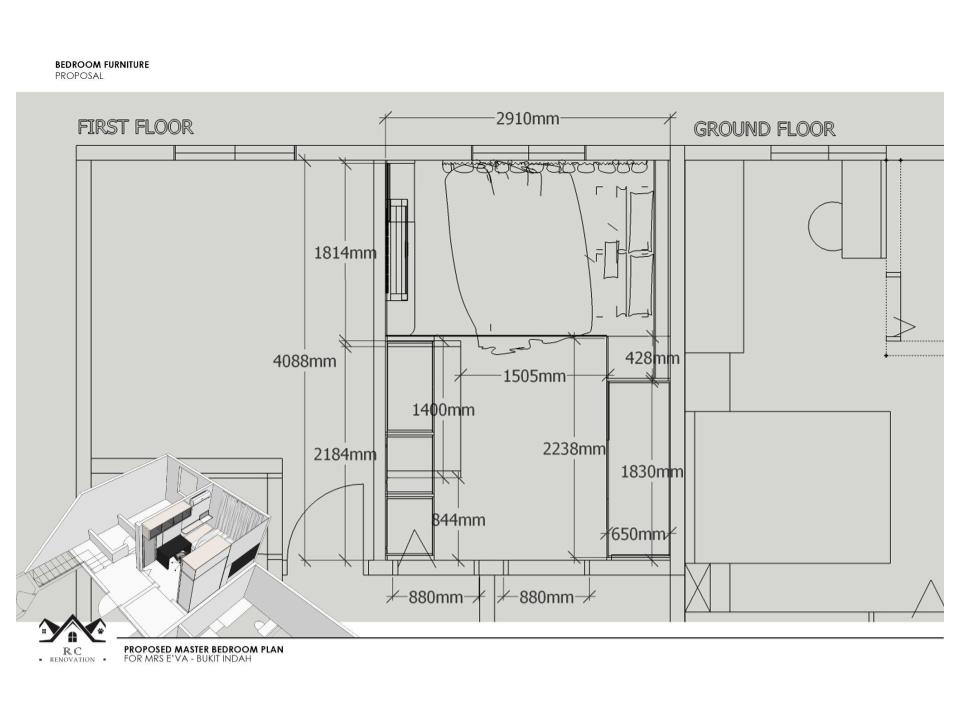 BEDROOM FURNITURE
PROPOSAL
FIRST FLOOR
2910mm
GROUND FLOOR
1814mm
4088mm
428mm
1505mm
1400mm
2184mm
2238mm
1830mm
844mm
650mm
880mm
880mm
RC
RENOVATION
PROPOSED MASTER BEDROOM PLAN
FOR MRS E'VA - BUKIT INDAH